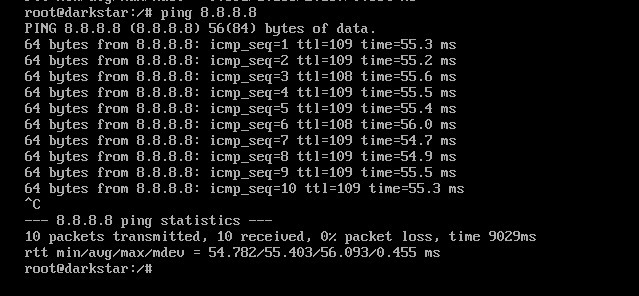 root@darkstar:/# ping 8.8.8.8
PING 8.8.8.8 (8.8.8.8) 56(84) bytes of data.
64 bytes from 8.8.8.8: icmp_seq=1 ttl=109 time=55.3 ms
64 bytes from 8.8.8.8: icmp_seq=2 ttl=109 time=55.2 ms
64 bytes from 8.8.8.8: icmp_seq=3 ttl=108 time=55.6 ms
64 bytes from 8.8.8.8: icmp_seq=4 ttl=109 time=55.5 ms
64 bytes from 8.8.8.8: icmp_seq=5 ttl=109 time=55.4 ms
64 bytes from 8.8.8.8: icmp_seq=6 ttl=108 time=56.0 ms
64 bytes from 8.8.8.8: icmp_seq=7 ttl=109 time=54.7 ms
64 bytes from 8.8.8.8: icmp_seq=8 ttl=109 time=54.9 ms
64 bytes from 8.8.8.8: icmp_seq=9 ttl=109 time=55.5 ms
64 bytes from 8.8.8.8: icmp_seq=10 ttl=109 time=55.3 ms
^C
--- 8.8.8.8 ping statistics ---
10 packets transmitted, 10 received, 0% packet loss, time 9029ms
rtt min/avg/max/mdev = 54.782/55.403/56.093/0.455 ms
root@darkstar:/#